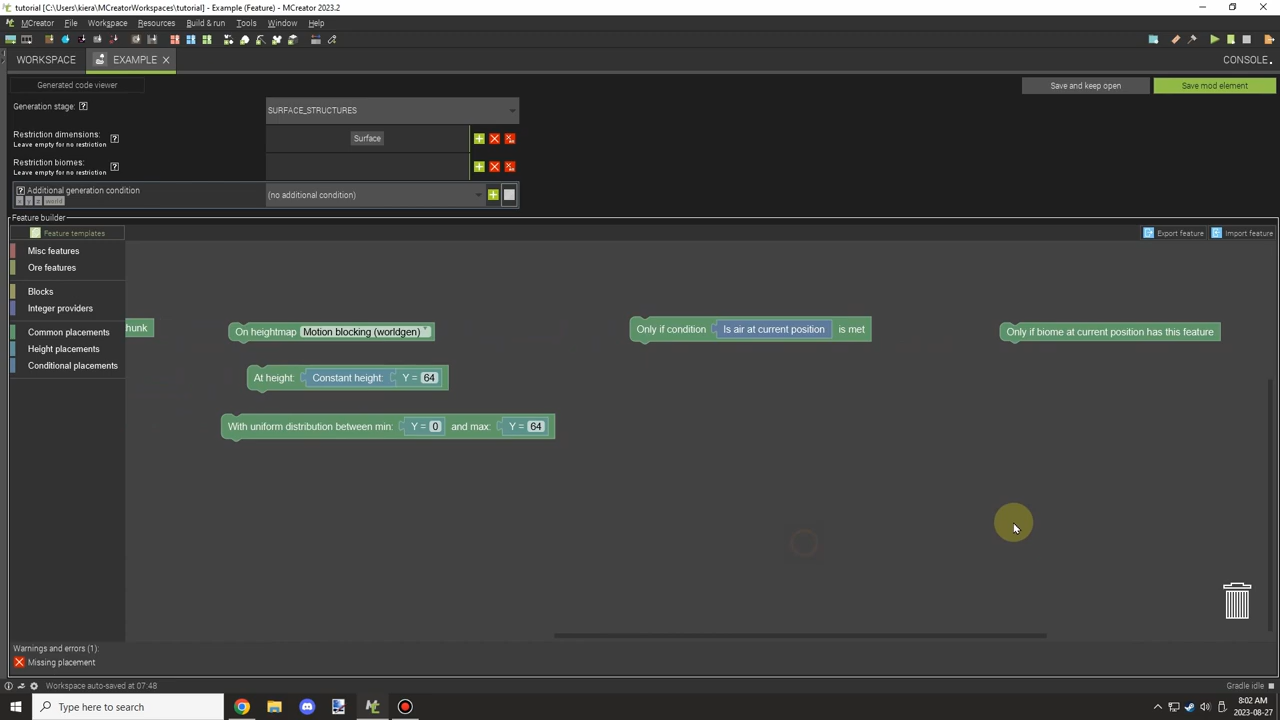 tutorial [C:\Users\kiera\MCreatorWorkspaces\tutorial] - Example (Feature) - MCreator 2023.2
MCreator File Workspace Resources Build & run Tools Window Help
WORKSPACE EXAMPLE CONSOLE
Generated code viewer Save and keep open Save mod element
Generation stage: ? SURFACE_STRUCTURES
Restriction dimensions: ? Surface
Leave empty for no restriction
Restriction biomes: ?
Leave empty for no restriction
? Additional generation condition (no additional condition)
x y z world
Feature builder
Feature templates Export feature Import feature
Misc features
Ore features
Blocks
Integer providers
Common placements
Height placements
Conditional placements
hunk
On heightmap Motion blocking (worldgen)
Only if condition Is air at current position is met
Only if biome at current position has this feature
At height: Constant height: Y = 64
With uniform distribution between min: Y = 0 and max: Y = 64
Warnings and errors (1):
Missing placement
Workspace auto-saved at 07:48 Gradle idle
Type here to search
8:02 AM
2023-08-27